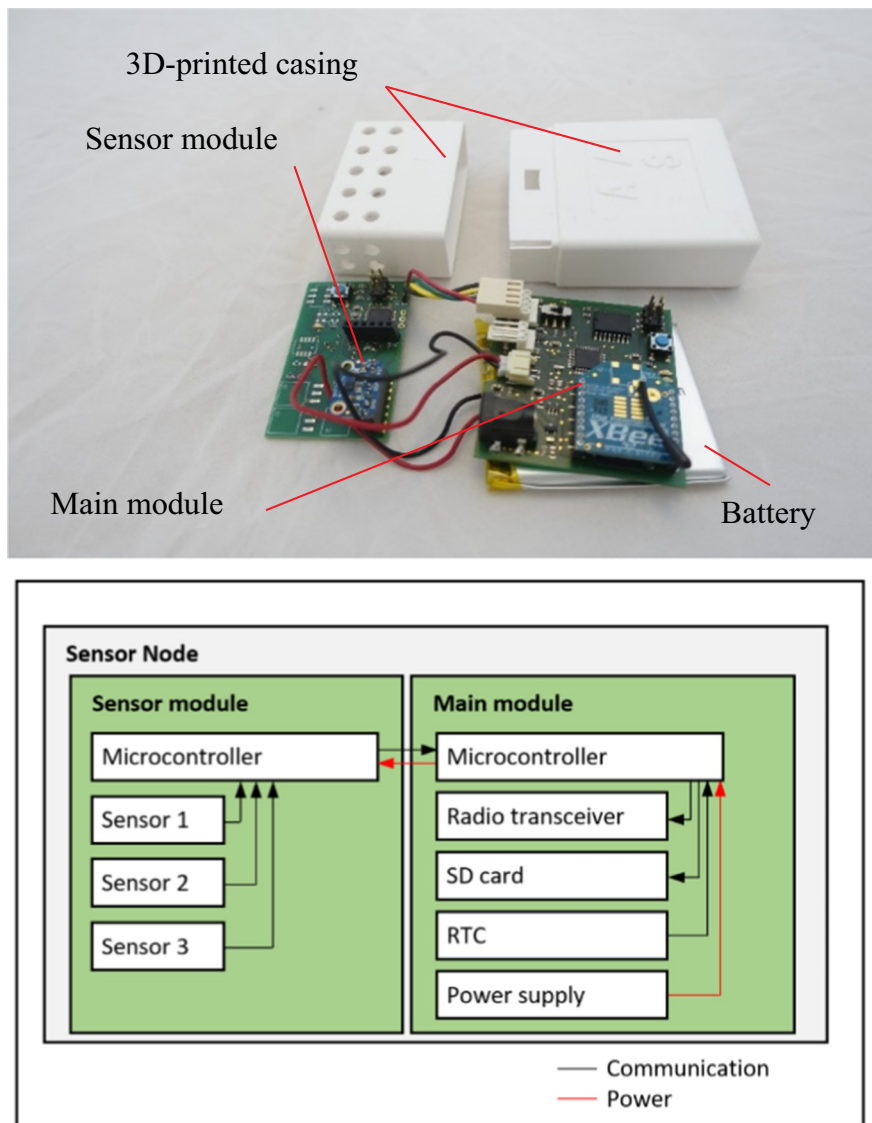 3D-printed casing
Sensor module
IAS
XBee
Main module
Battery
Sensor Node
Sensor module
Main module
Microcontroller
Microcontroller
Sensor 1
Radio transceiver
Sensor 2
SD card
Sensor 3
RTC
Power supply
Communication
Power